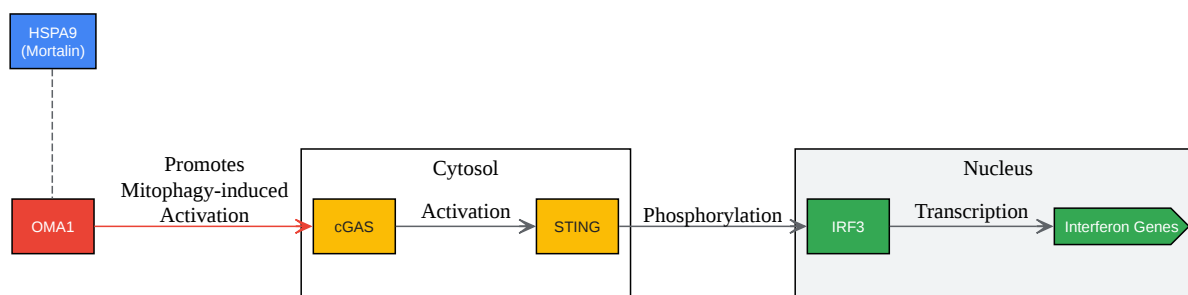 HSPA9
(Mortalin)
OMA1
Promotes
Mitophagy-induced
Activation
Cytosol
cGAS
Activation
STING
Phosphorylation
Nucleus
IRF3
Transcription
Interferon Genes